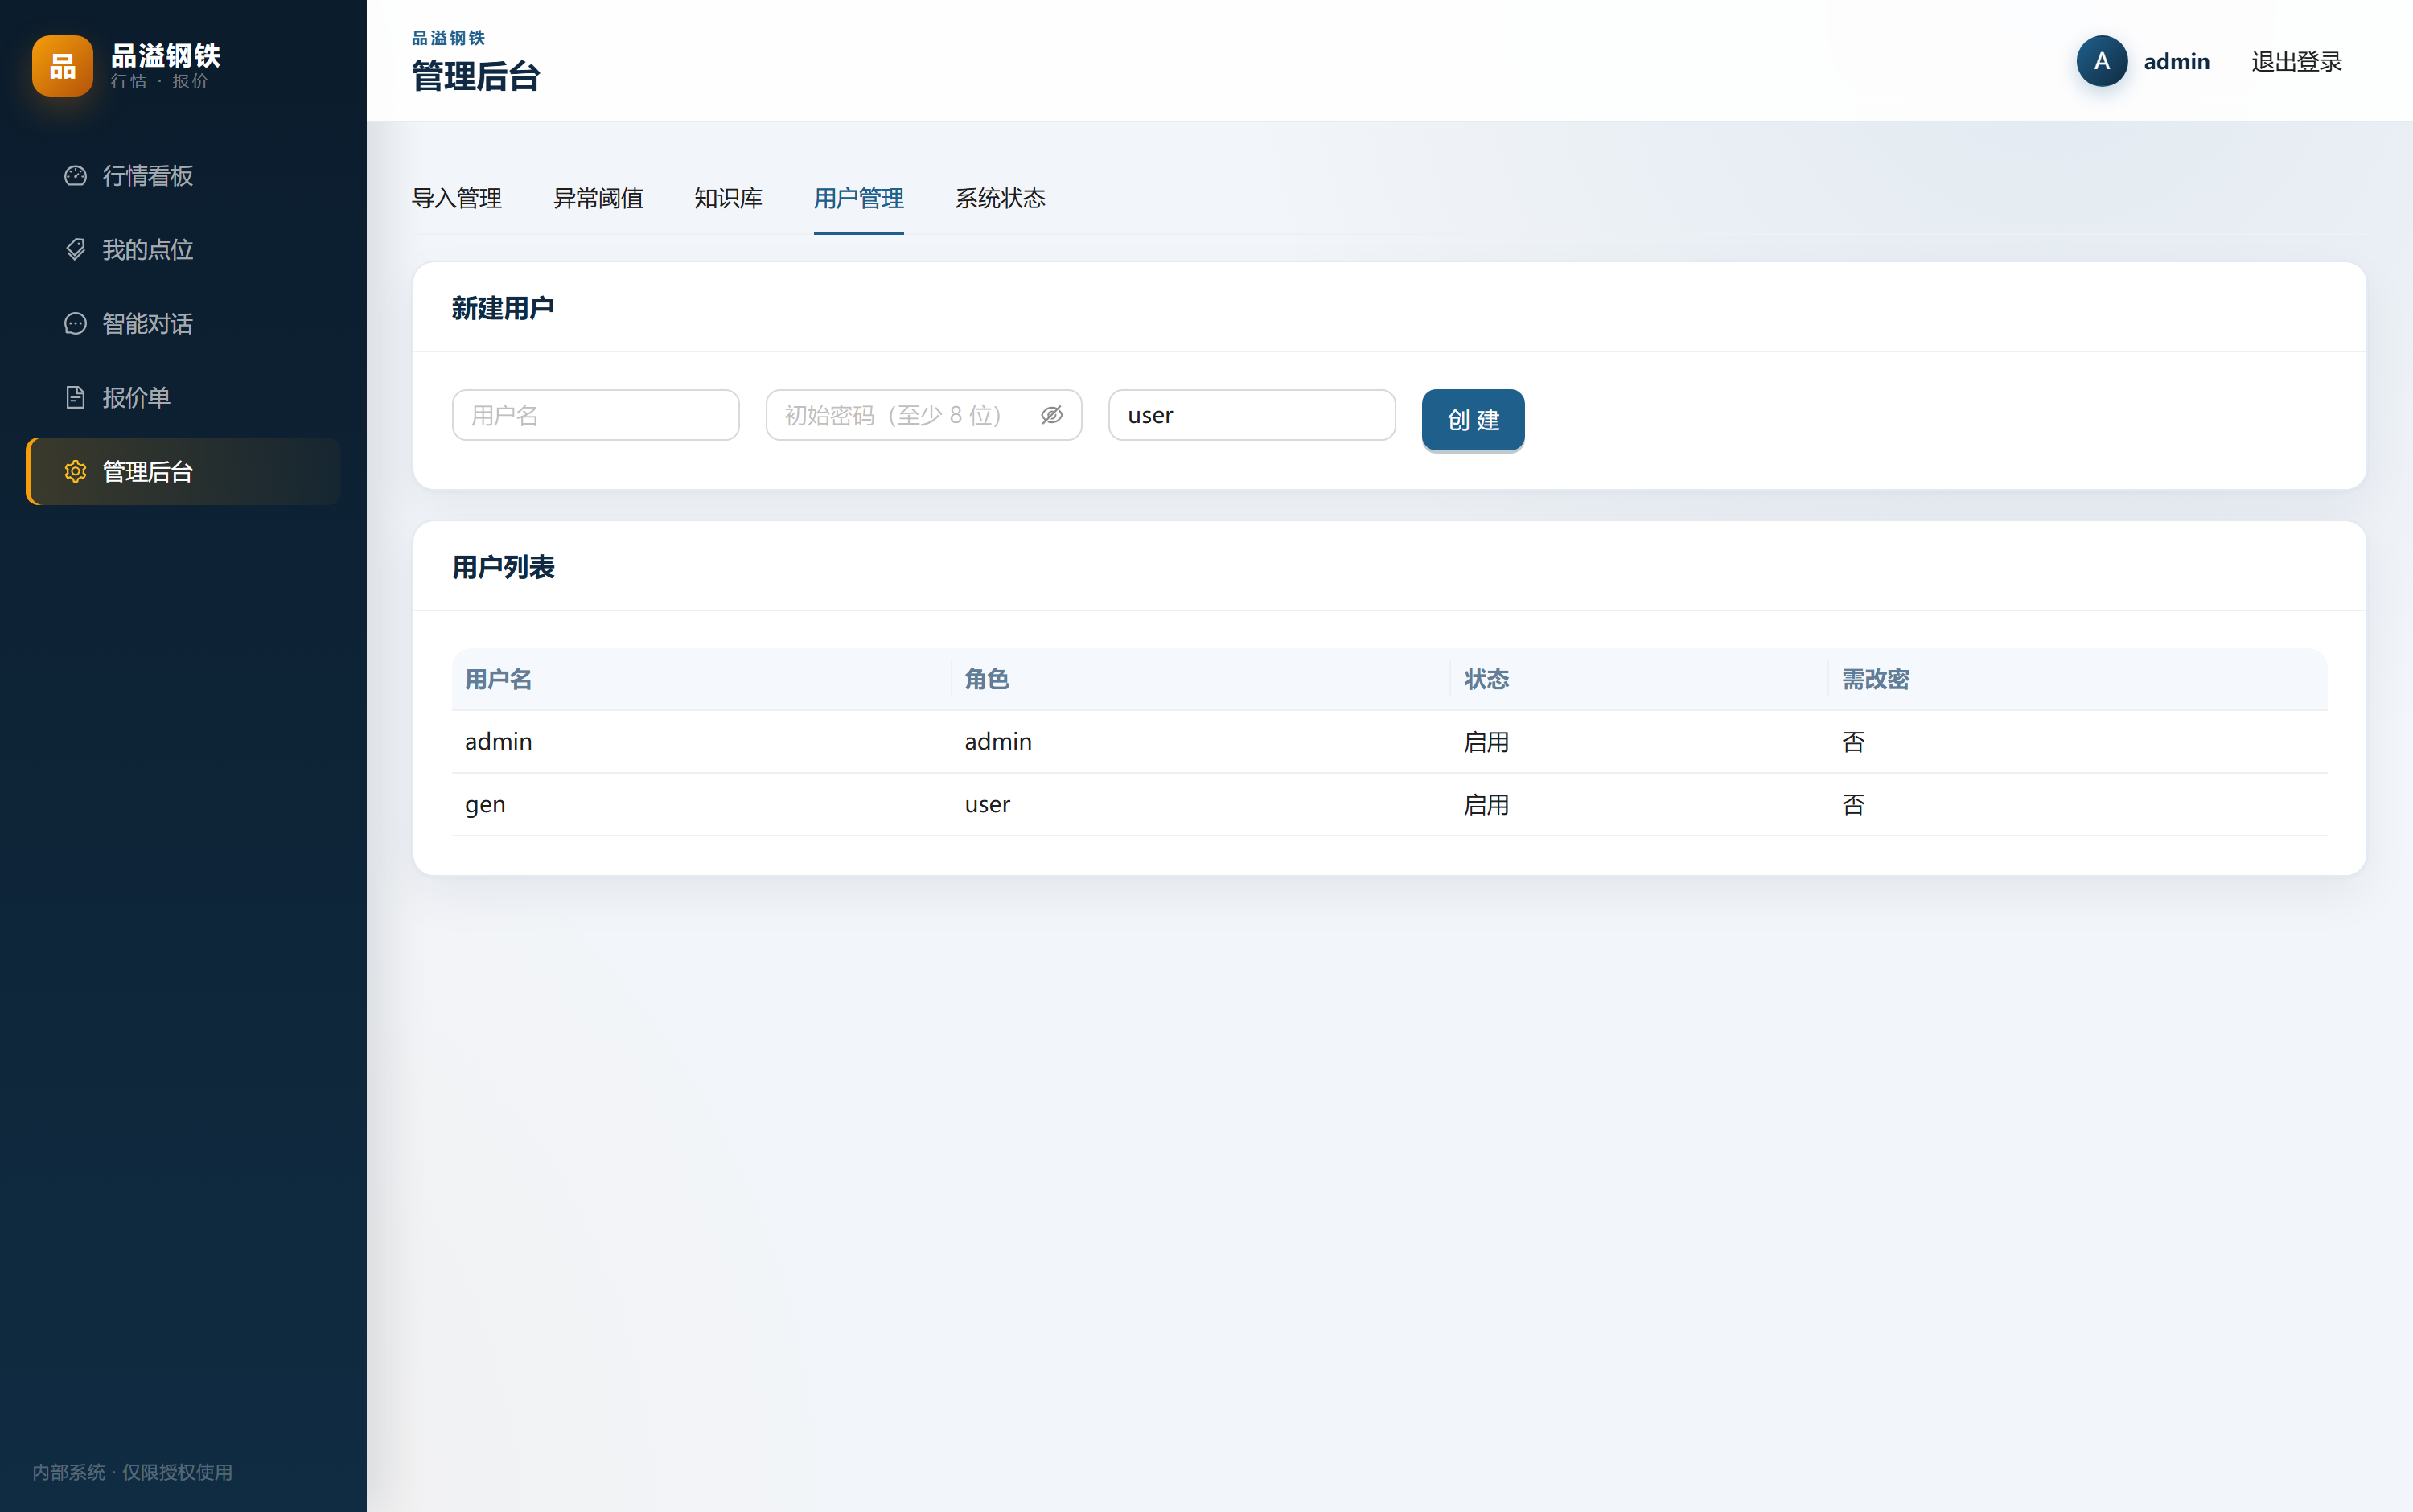 品
品溢钢铁
行情 · 报价
行情看板
我的点位
智能对话
报价单
管理后台
内部系统 · 仅限授权使用
品溢钢铁
管理后台
A admin 退出登录
导入管理 异常阈值 知识库 用户管理 系统状态
新建用户
用户名 初始密码（至少 8 位） user 创 建
用户列表
用户名 角色 状态 需改密
admin admin 启用 否
gen user 启用 否